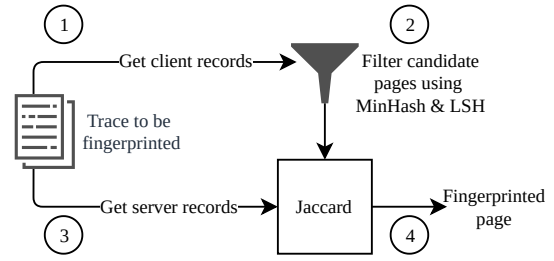 1
2
Get client records
Filter candidate
pages using
MinHash & LSH
Trace to be
fingerprinted
Get server records
Jaccard
Fingerprinted
page
3
4